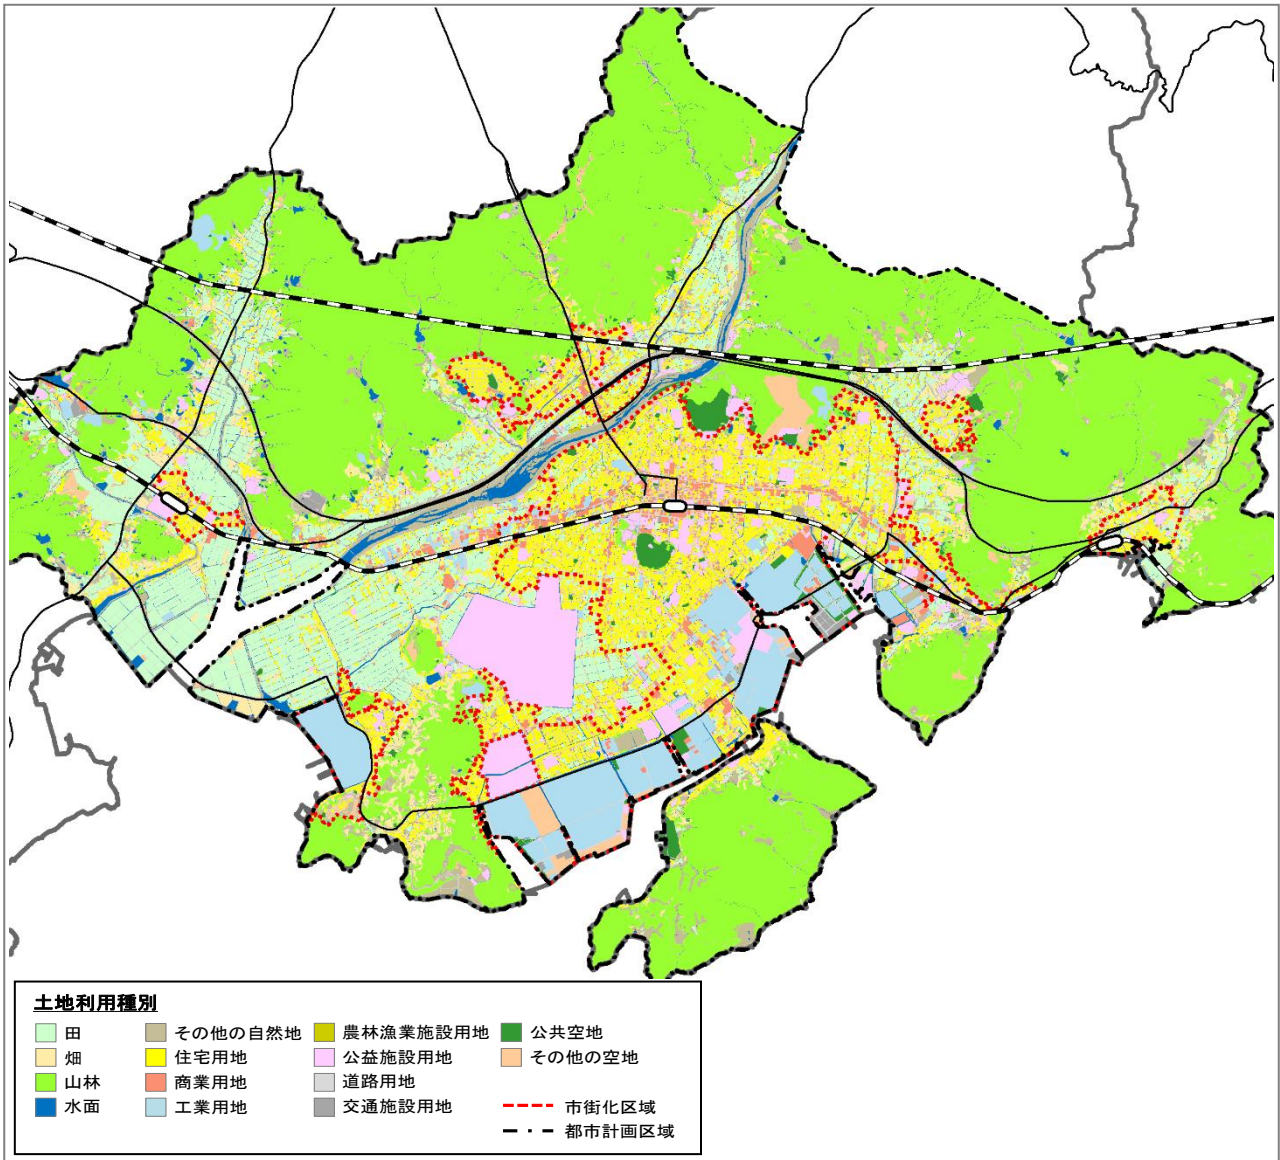 土地利用種別
田 その他の自然地 農林漁業施設用地 公共空地
畑 住宅用地 公益施設用地 その他の空地
山林 商業用地 道路用地
水面 工業用地 交通施設用地 市街化区域
都市計画区域